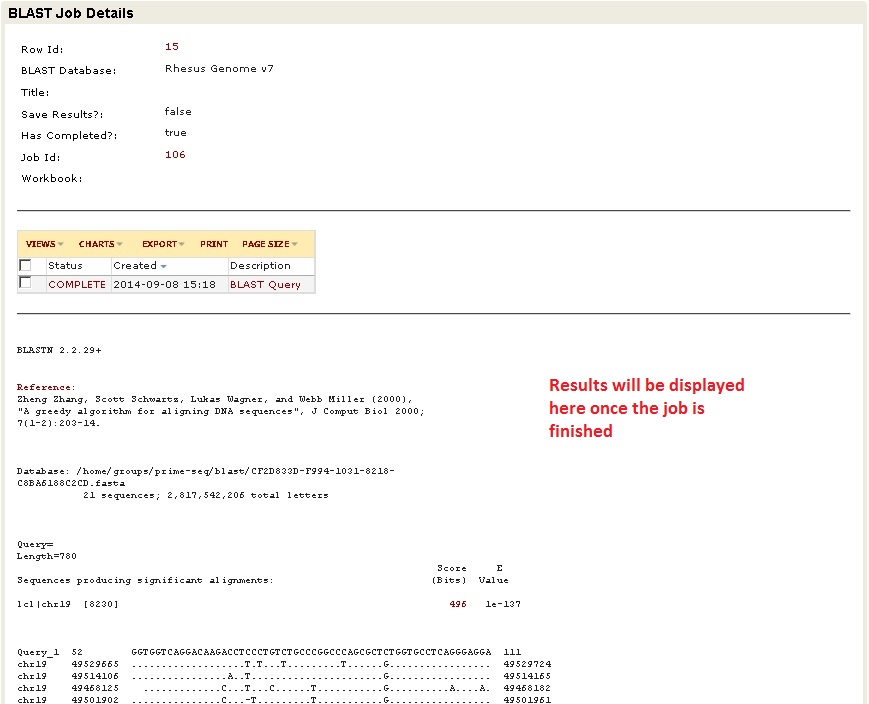 BLAST Job Details
Row Id: 15
BLAST Database: Rhesus Genome v7
Title:
Save Results?: false
Has Completed?: true
Job Id: 106
Workbook:
VIEWS CHARTS EXPORT PRINT PAGE SIZE
Status Created Description
COMPLETE 2014-09-08 15:18 BLAST Query
BLASTN 2.2.29+
Reference:
Zheng Zhang, Scott Schwartz, Lukas Wagner, and Webb Miller (2000),
"A greedy algorithm for aligning DNA sequences", J Comput Biol 2000;
7(1-2):203-14.
Results will be displayed
here once the job is
finished
Database: /home/groups/prime-seq/blast/CF2D833D-F994-1031-8218-
C8BA6188C2CD.fasta
21 sequences; 2,817,542,206 total letters
Query=
Length=780
Score E
Sequences producing significant alignments: (Bits) Value
lcl|chr19 [8230] 496 1e-137
Query_1 52 GGTGGTCAGGACAAGACCTCCCTGTCTGCCCGGCCCAGCGCTCTGGTGCCTCAGGGAGGA 111
chr19 49529665 ...................T.T...T..........T.......G................. 49529724
chr19 49514106 ................A..T.......................G................. 49514165
chr19 49468125 .............C...T...C......T............G..........A....A. 49468182
chr19 49501902 ...............C...-T.........T............G................. 49501961